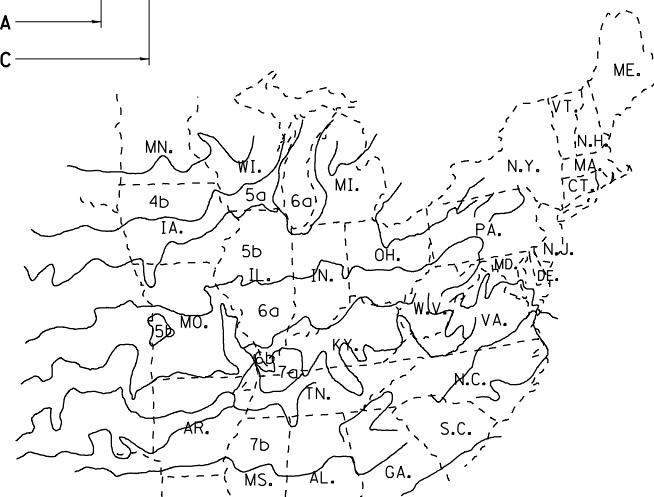 A
C
ME.
VT.
N.H.
MN.
WI.
N.Y.
MA.
MI.
CT.
4b
5a
6a
IA.
PA.
5b
OH.
N.J.
MD.
IL.
IN.
DE.
6a
W.V.
MO.
VA.
5b
KY.
6b
7a
N.C.
TN.
AR.
S.C.
7b
MS.
AL.
GA.